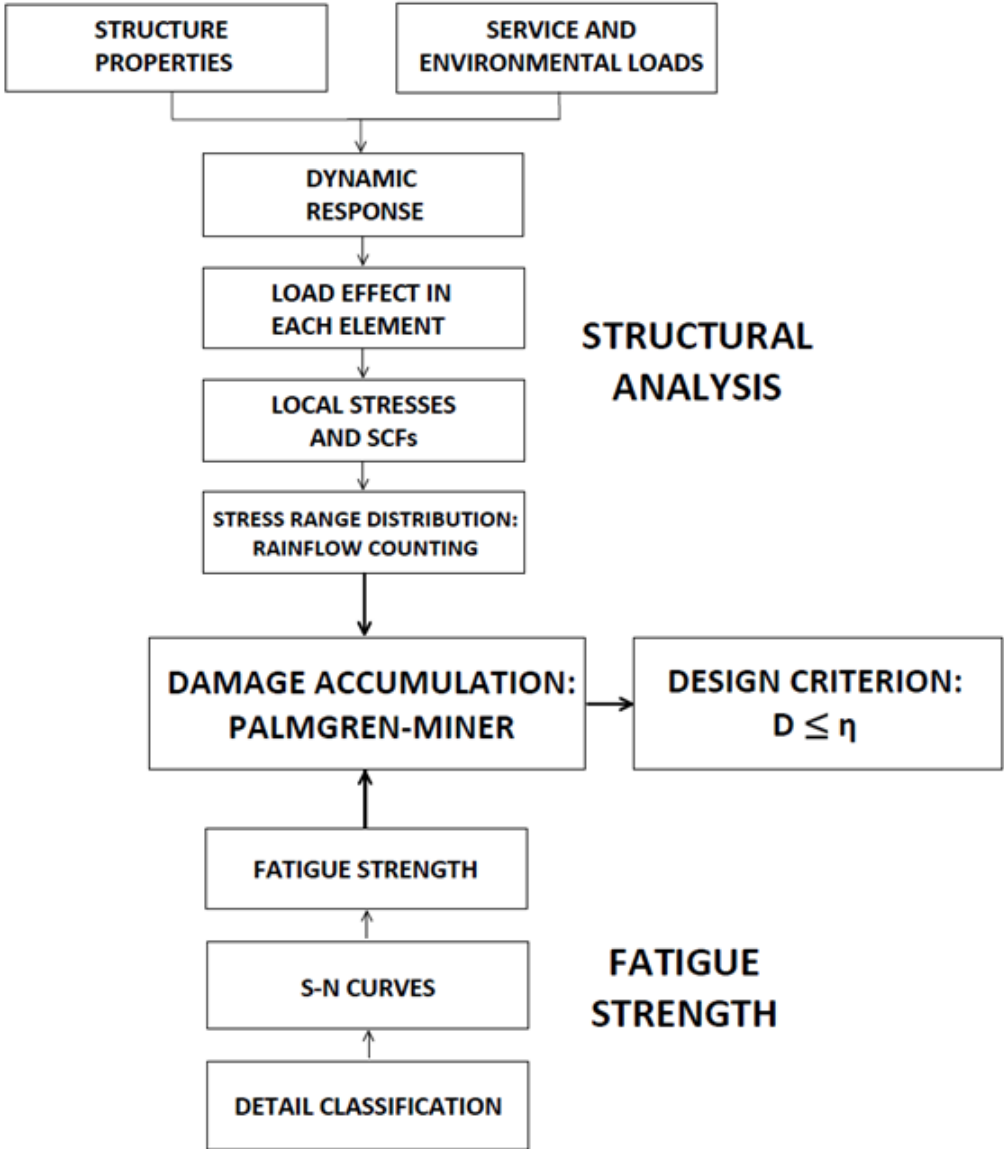 STRUCTURE
PROPERTIES
SERVICE AND
ENVIRONMENTAL LOADS
DYNAMIC
RESPONSE
LOAD EFFECT IN
EACH ELEMENT
STRUCTURAL
ANALYSIS
LOCAL STRESSES
AND SCFs
STRESS RANGE DISTRIBUTION:
RAINFLOW COUNTING
DAMAGE ACCUMULATION:
PALMGREN-MINER
DESIGN CRITERION:
D ≤ η
FATIGUE STRENGTH
S-N CURVES
FATIGUE
STRENGTH
DETAIL CLASSIFICATION